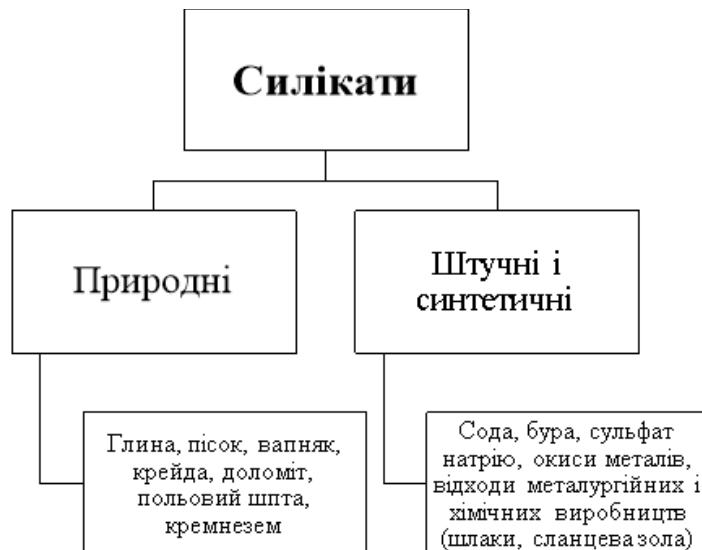 Силікати
Природні
Штучні і
синтетичні
Глина, пісок, вапняк,
крейда, доломіт,
польовий шпта,
кремнезем
Сода, бура, сульфат
натрію, окиси металів,
відходи металургійних і
хімічних виробництв
(шлаки, сланцева зола)